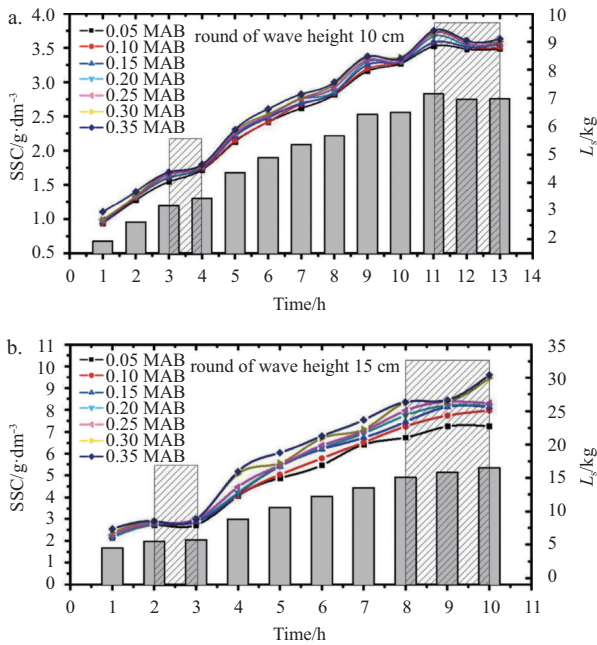 a.
round of wave height 10 cm
0.05 MAB
0.10 MAB
0.15 MAB
0.20 MAB
0.25 MAB
0.30 MAB
0.35 MAB
SSC/g·dm⁻³
4.0
3.5
3.0
2.5
2.0
1.5
1.0
0.5
10
9
8
7
6
5
4
3
2
Lₛ/kg
0 1 2 3 4 5 6 7 8 9 10 11 12 13 14
Time/h
b.
round of wave height 15 cm
0.05 MAB
0.10 MAB
0.15 MAB
0.20 MAB
0.25 MAB
0.30 MAB
0.35 MAB
SSC/g·dm⁻³
11
10
9
8
7
6
5
4
3
2
1
0
35
30
25
20
15
10
5
0
Lₛ/kg
0 1 2 3 4 5 6 7 8 9 10 11
Time/h